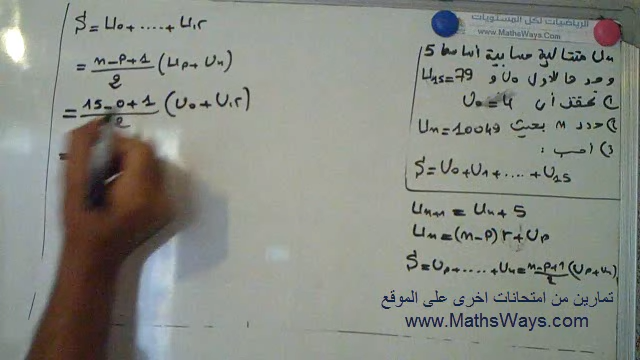 الرياضيات لكل المستويات
www.MathsWays.com
S = U0 + ..... + U15
= n-p+1/2 (Up + Un)
= 15-0+1/2 (U0 + U15)
=
Un متتالية حسابية أساسها 5
وحدها الأول U0 و U15=79
1) تحقق أن U0 = 4
2) حدد n بحيث Un = 10049
3) أحسب :
S = U0 + U1 + .... + U15
Un+1 = Un + 5
Un = (n-p) r + Up
S = Up + ..... + Un = n-p+1/2 (Up + Un)
تمارين من امتحانات اخرى على الموقع
www.MathsWays.com